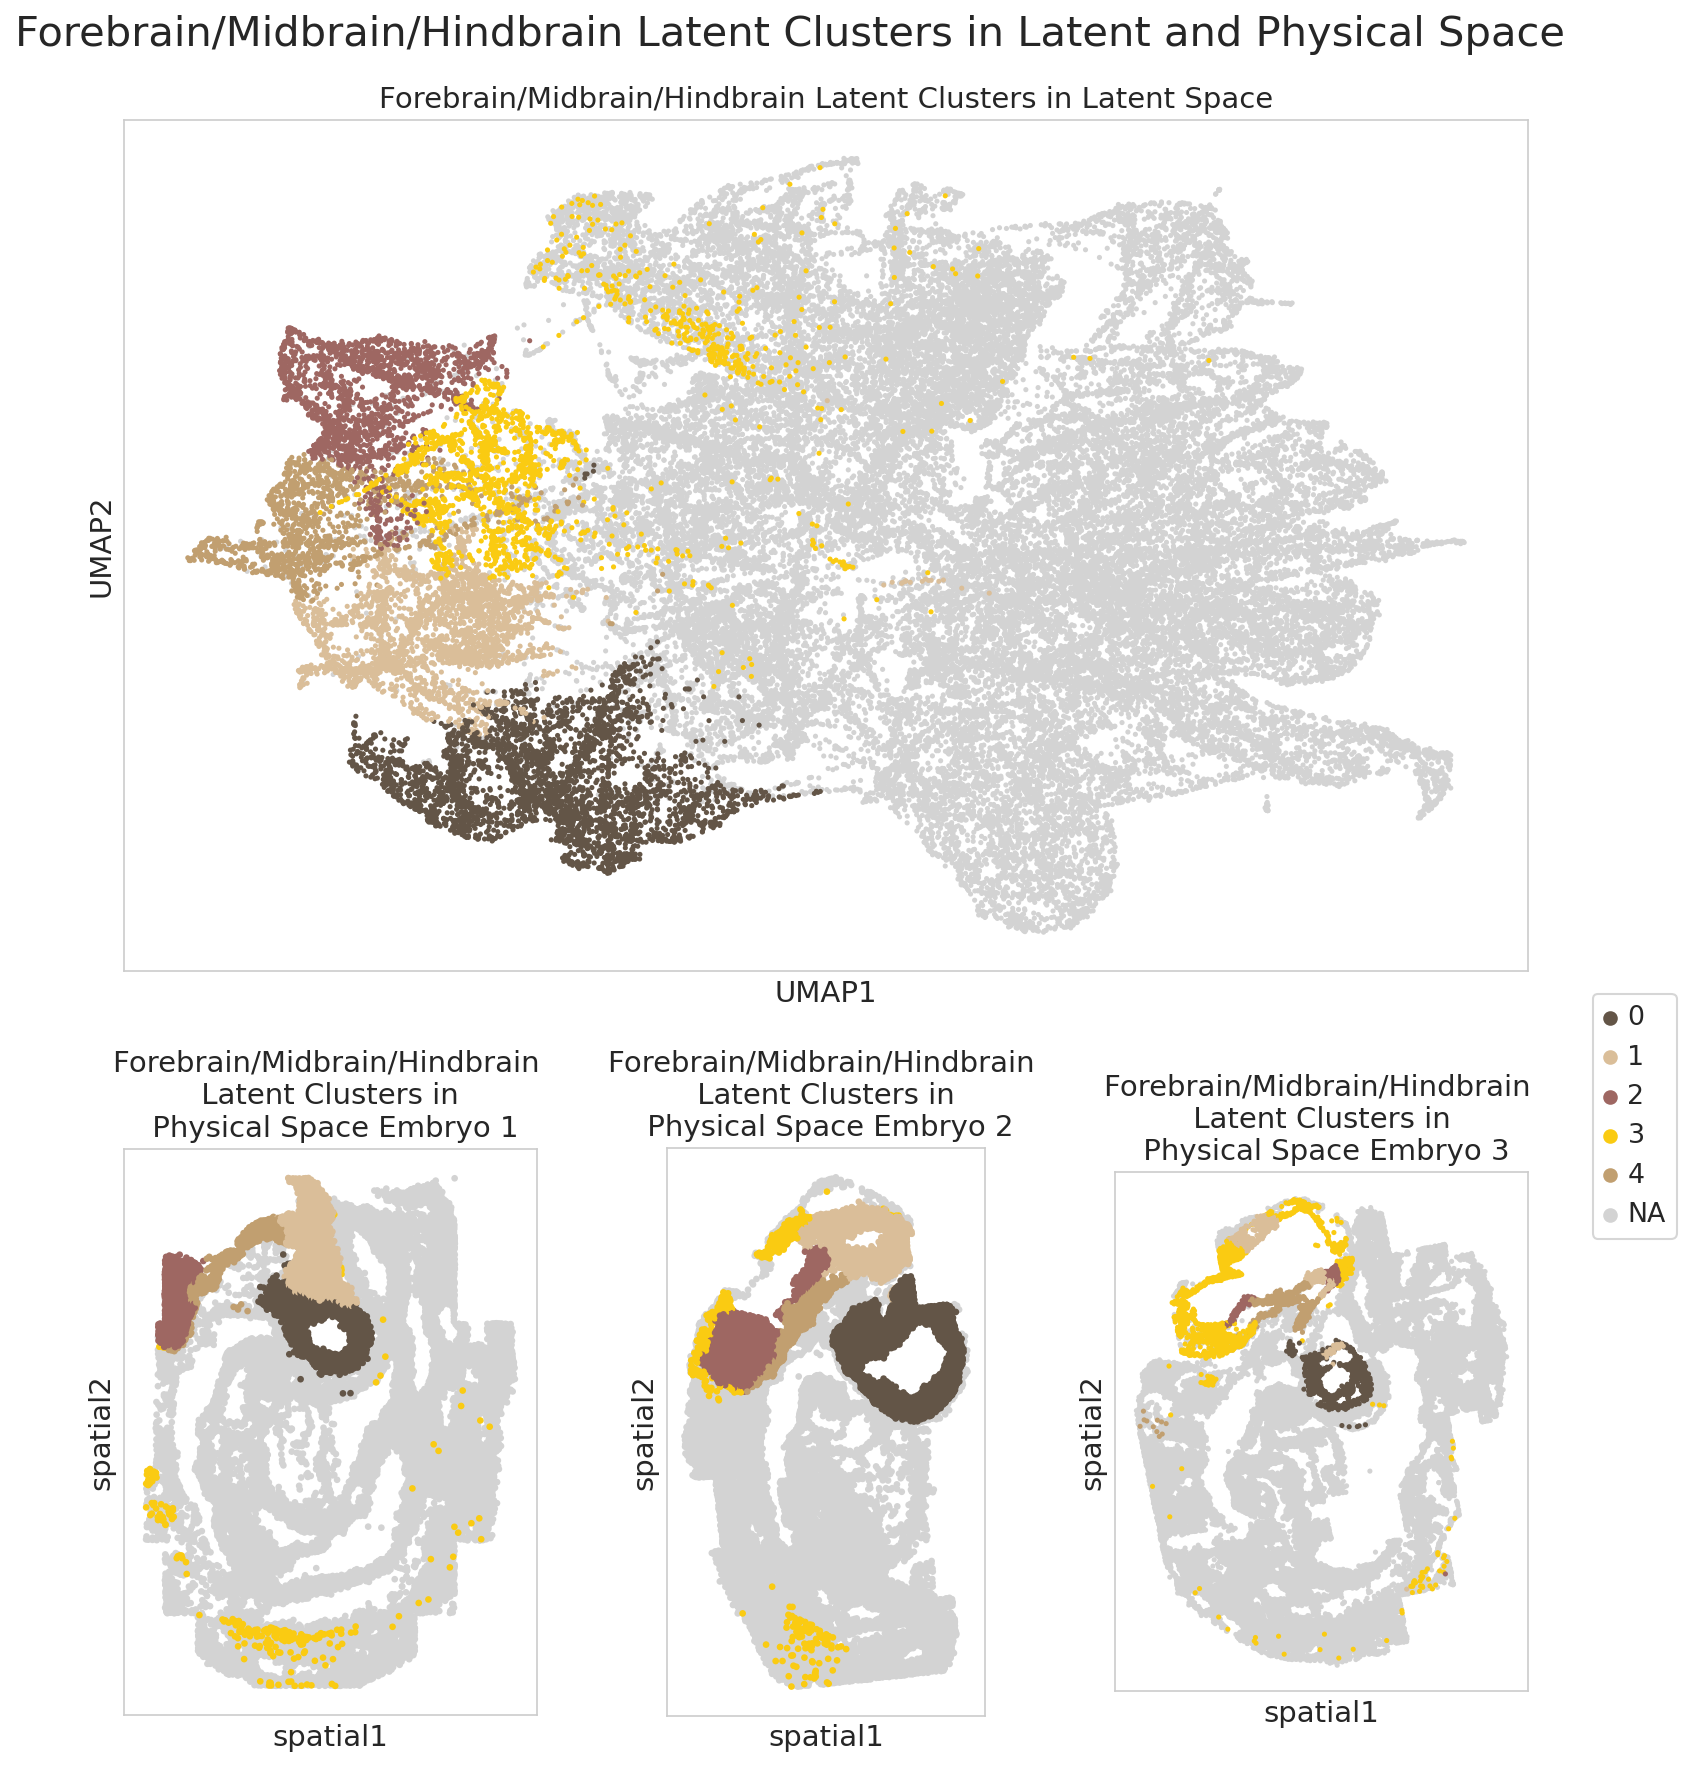 Forebrain/Midbrain/Hindbrain Latent Clusters in Latent and Physical Space
Forebrain/Midbrain/Hindbrain Latent Clusters in Latent Space
UMAP2
UMAP1
0
1
2
3
4
NA
Forebrain/Midbrain/Hindbrain
Latent Clusters in
Physical Space Embryo 1
spatial2
spatial1
Forebrain/Midbrain/Hindbrain
Latent Clusters in
Physical Space Embryo 2
spatial2
spatial1
Forebrain/Midbrain/Hindbrain
Latent Clusters in
Physical Space Embryo 3
spatial2
spatial1